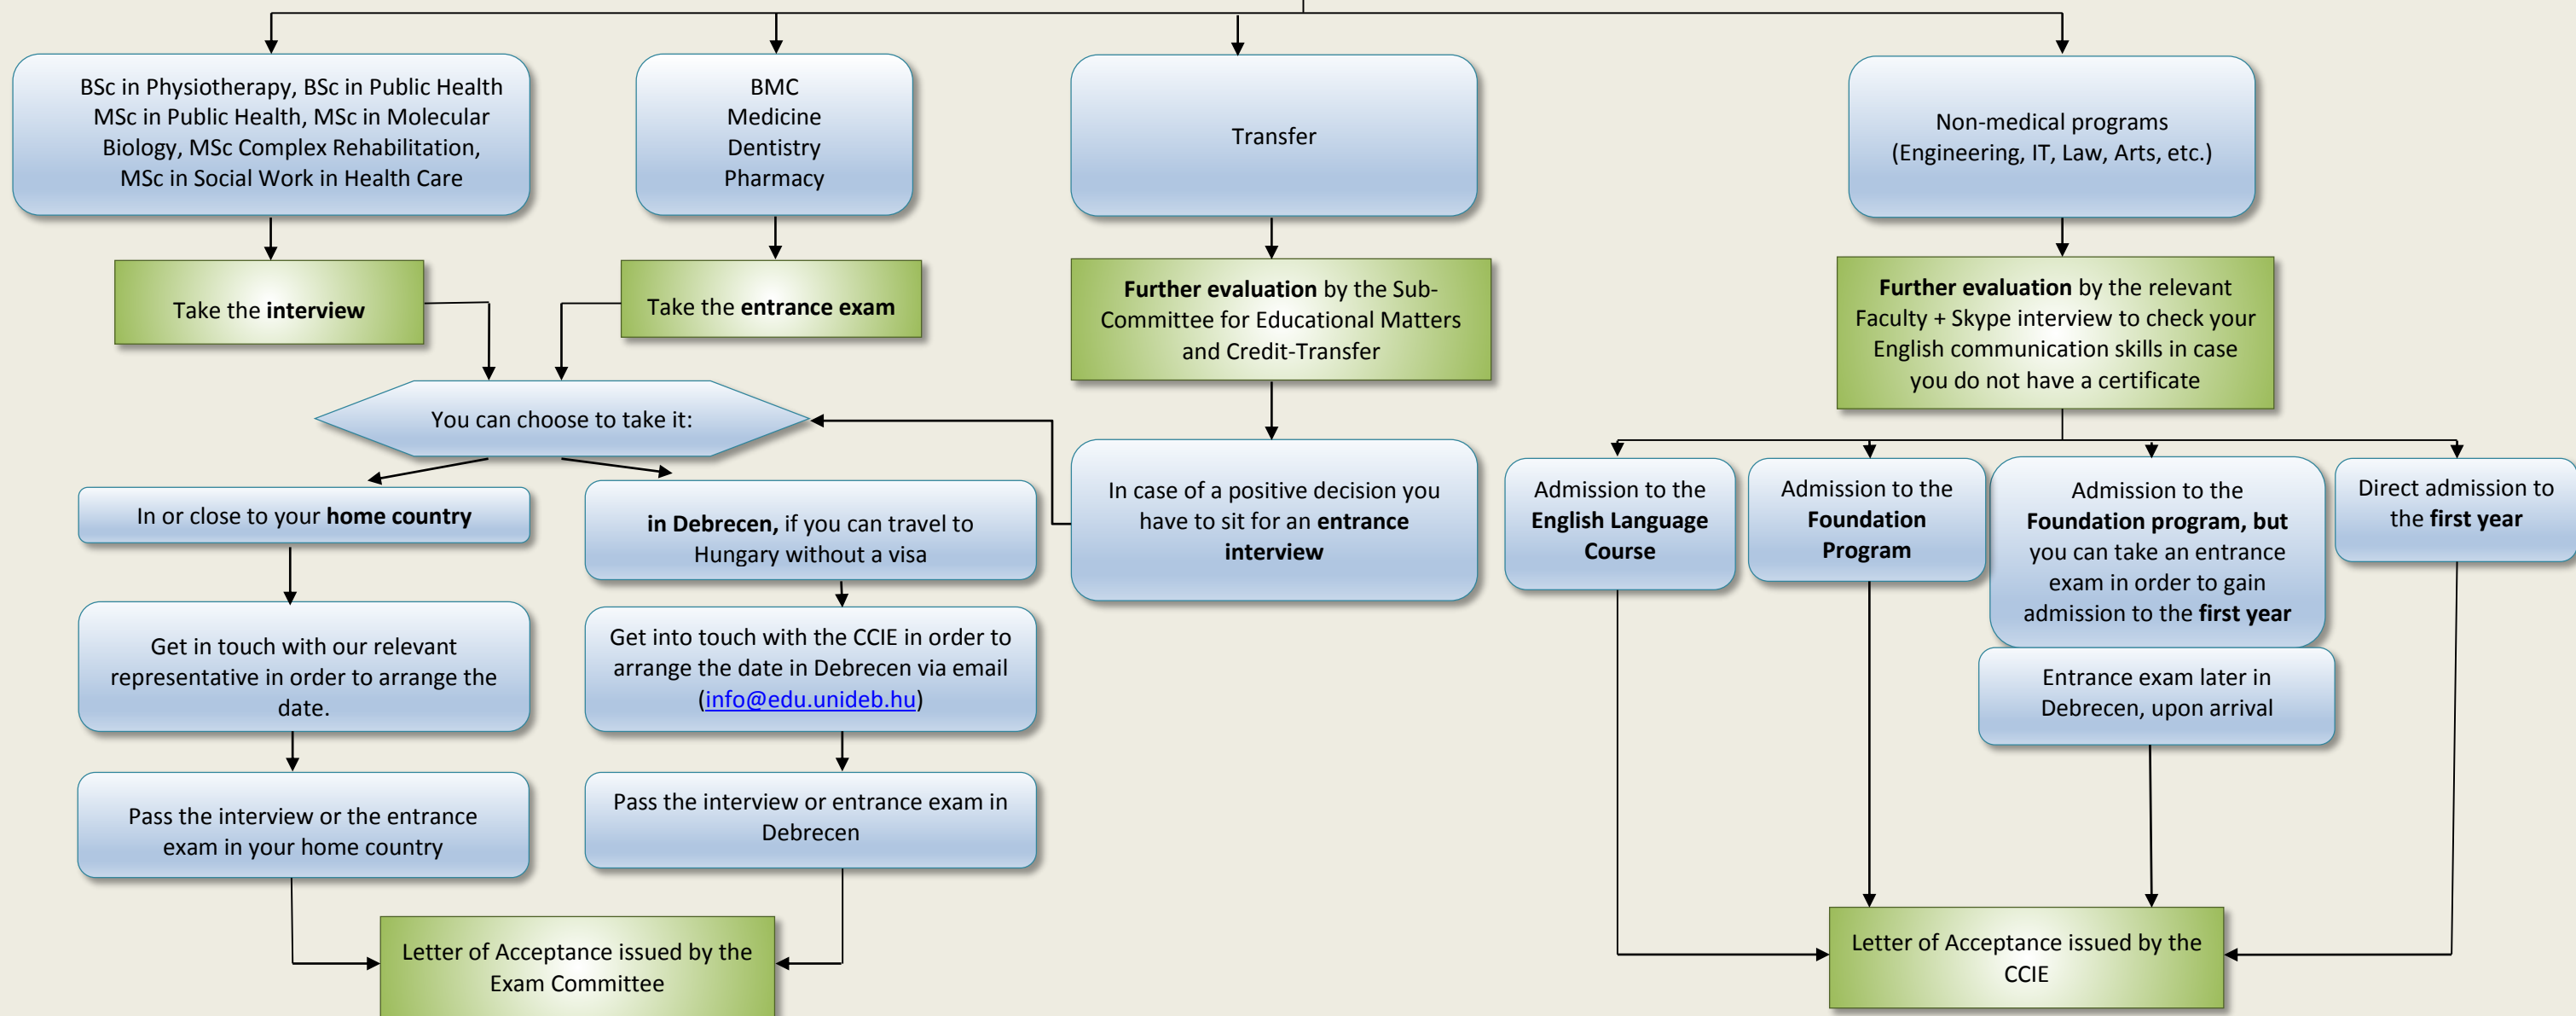 BSc in Physiotherapy, BSc in Public Health
MSc in Public Health, MSc in Molecular
Biology, MSc Complex Rehabilitation,
MSc in Social Work in Health Care
BMC
Medicine
Dentistry
Pharmacy
Transfer
Non-medical programs
(Engineering, IT, Law, Arts, etc.)
Take the interview
Take the entrance exam
Further evaluation by the Sub-
Committee for Educational Matters
and Credit-Transfer
Further evaluation by the relevant
Faculty + Skype interview to check your
English communication skills in case
you do not have a certificate
You can choose to take it:
In or close to your home country
in Debrecen, if you can travel to
Hungary without a visa
In case of a positive decision you
have to sit for an entrance
interview
Admission to the
English Language
Course
Admission to the
Foundation
Program
Admission to the
Foundation program, but
you can take an entrance
exam in order to gain
admission to the first year
Direct admission to
the first year
Get in touch with our relevant
representative in order to arrange the
date.
Get into touch with the CCIE in order to
arrange the date in Debrecen via email
(info@edu.unideb.hu)
Entrance exam later in
Debrecen, upon arrival
Pass the interview or the entrance
exam in your home country
Pass the interview or entrance exam in
Debrecen
Letter of Acceptance issued by the
Exam Committee
Letter of Acceptance issued by the
CCIE